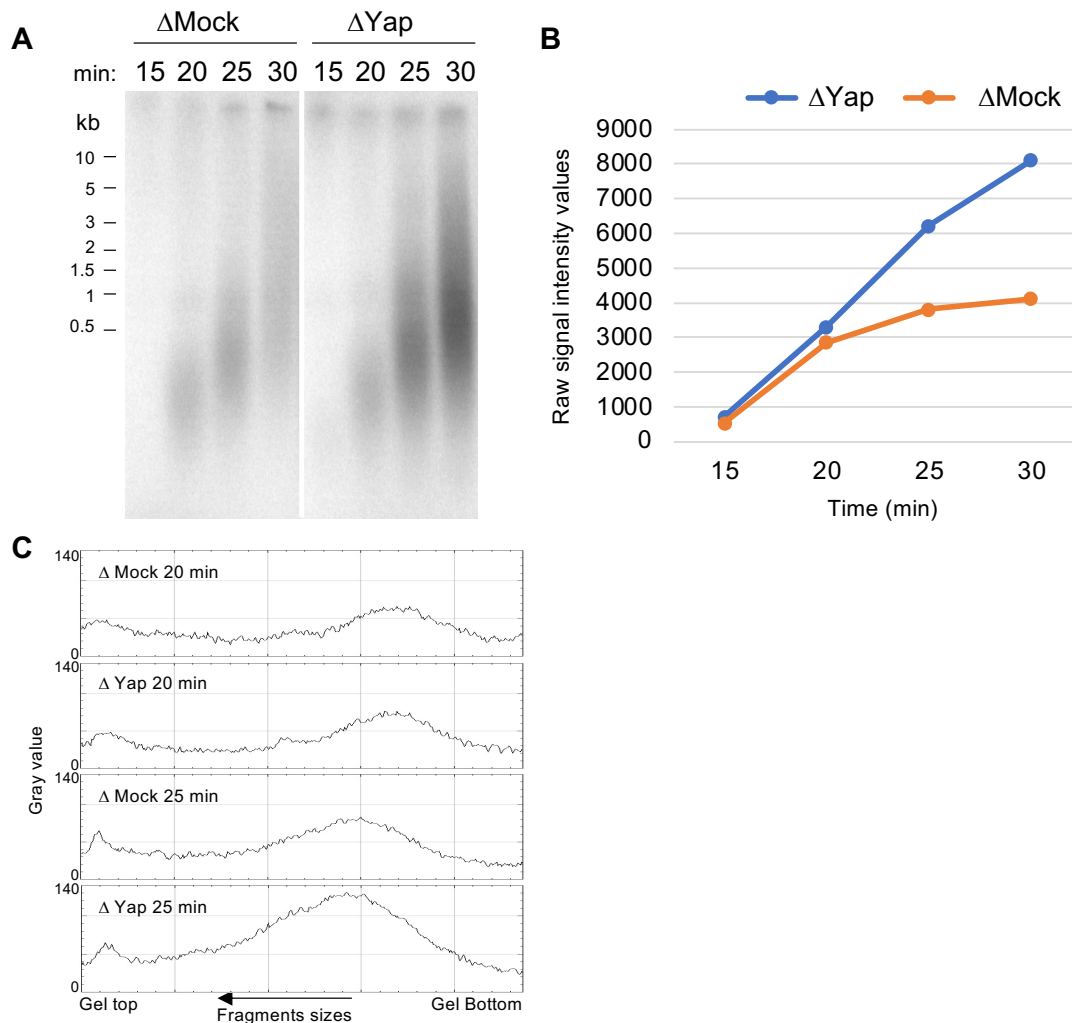 A
ΔMock ΔYap
min: 15 20 25 30 15 20 25 30
kb
10
5
3
2
1.5
1
0.5
B
ΔYap ΔMock
Raw signal intensity values
9000
8000
7000
6000
5000
4000
3000
2000
1000
0
15 20 25 30
Time (min)
C
Gray value
140
Δ Mock 20 min
0
140
Δ Yap 20 min
0
140
Δ Mock 25 min
0
140
Δ Yap 25 min
0
Gel top Gel Bottom
Fragments sizes